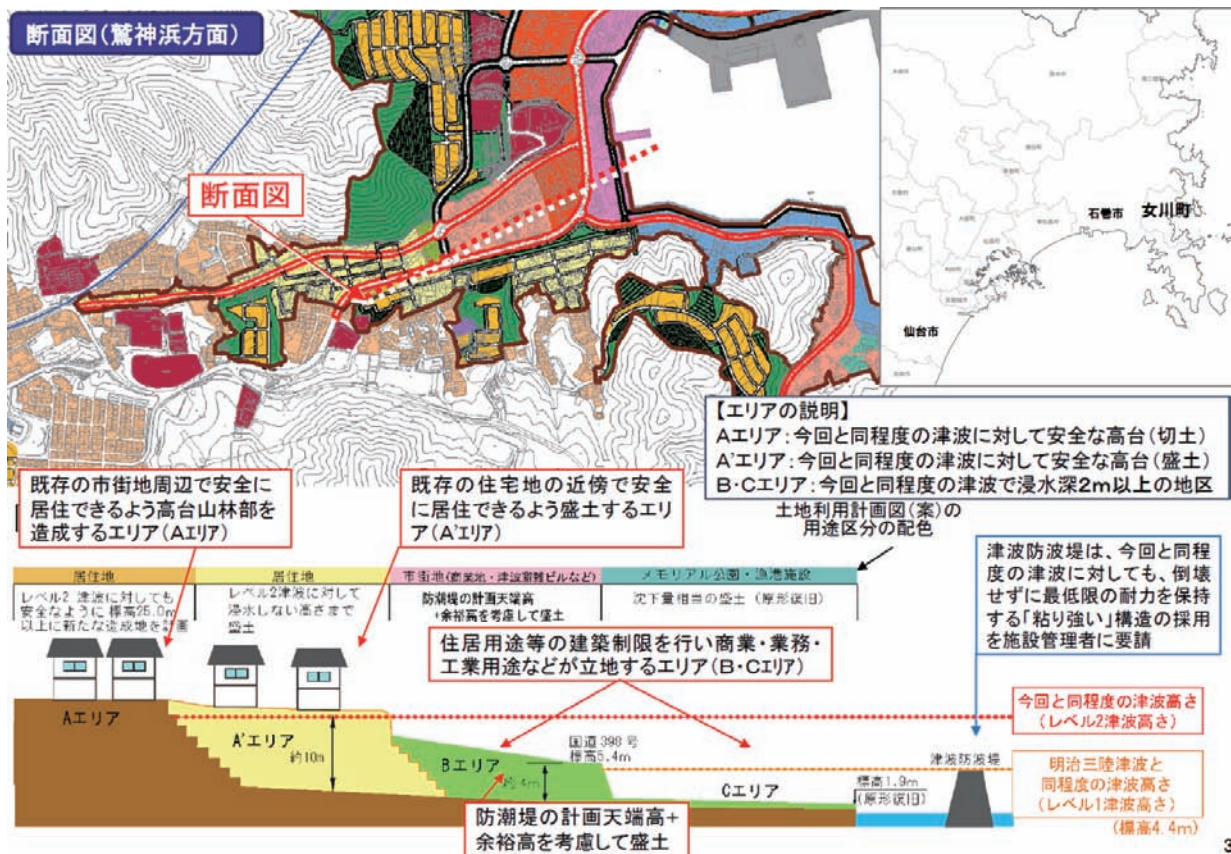 断面図(鷲神浜方面)
断面図
石巻市
女川町
仙台市
【エリアの説明】
Aエリア:今回と同程度の津波に対して安全な高台(切土)
A'エリア:今回と同程度の津波に対して安全な高台(盛土)
B・Cエリア:今回と同程度の津波で浸水深2m以上の地区
土地利用計画図(案)の
用途区分の配色
既存の市街地周辺で安全に
居住できるよう高台山林部を
造成するエリア(Aエリア)
既存の住宅地の近傍で安全
に居住できるよう盛土するエリ
ア(A'エリア)
津波防波堤は、今回と同程
度の津波に対しても、倒壊
せずに最低限の耐力を保持
する「粘り強い」構造の採用
を施設管理者に要請
居住地
居住地
市街地(商業地・津波避難ビルなど)
メモリアル公園・漁港施設
レベル2 津波に対しても
安全なように 標高25.0m
以上に新たな造成地を計画
レベル2津波に対して
浸水しない高さまで
盛土
防潮堤の計画天端高
+余裕高を考慮して盛土
沈下量相当の盛土(原形復旧)
住居用途等の建築制限を行い商業・業務・
工業用途などが立地するエリア(B・Cエリア)
Aエリア
A'エリア
約10m
Bエリア
国道398号
標高5.4m
約4m
Cエリア
標高1.9m
(原形復旧)
津波防波堤
今回と同程度の津波高さ
(レベル2津波高さ)
明治三陸津波と
同程度の津波高さ
(レベル1津波高さ)
(標高4.4m)
防潮堤の計画天端高+
余裕高を考慮して盛土